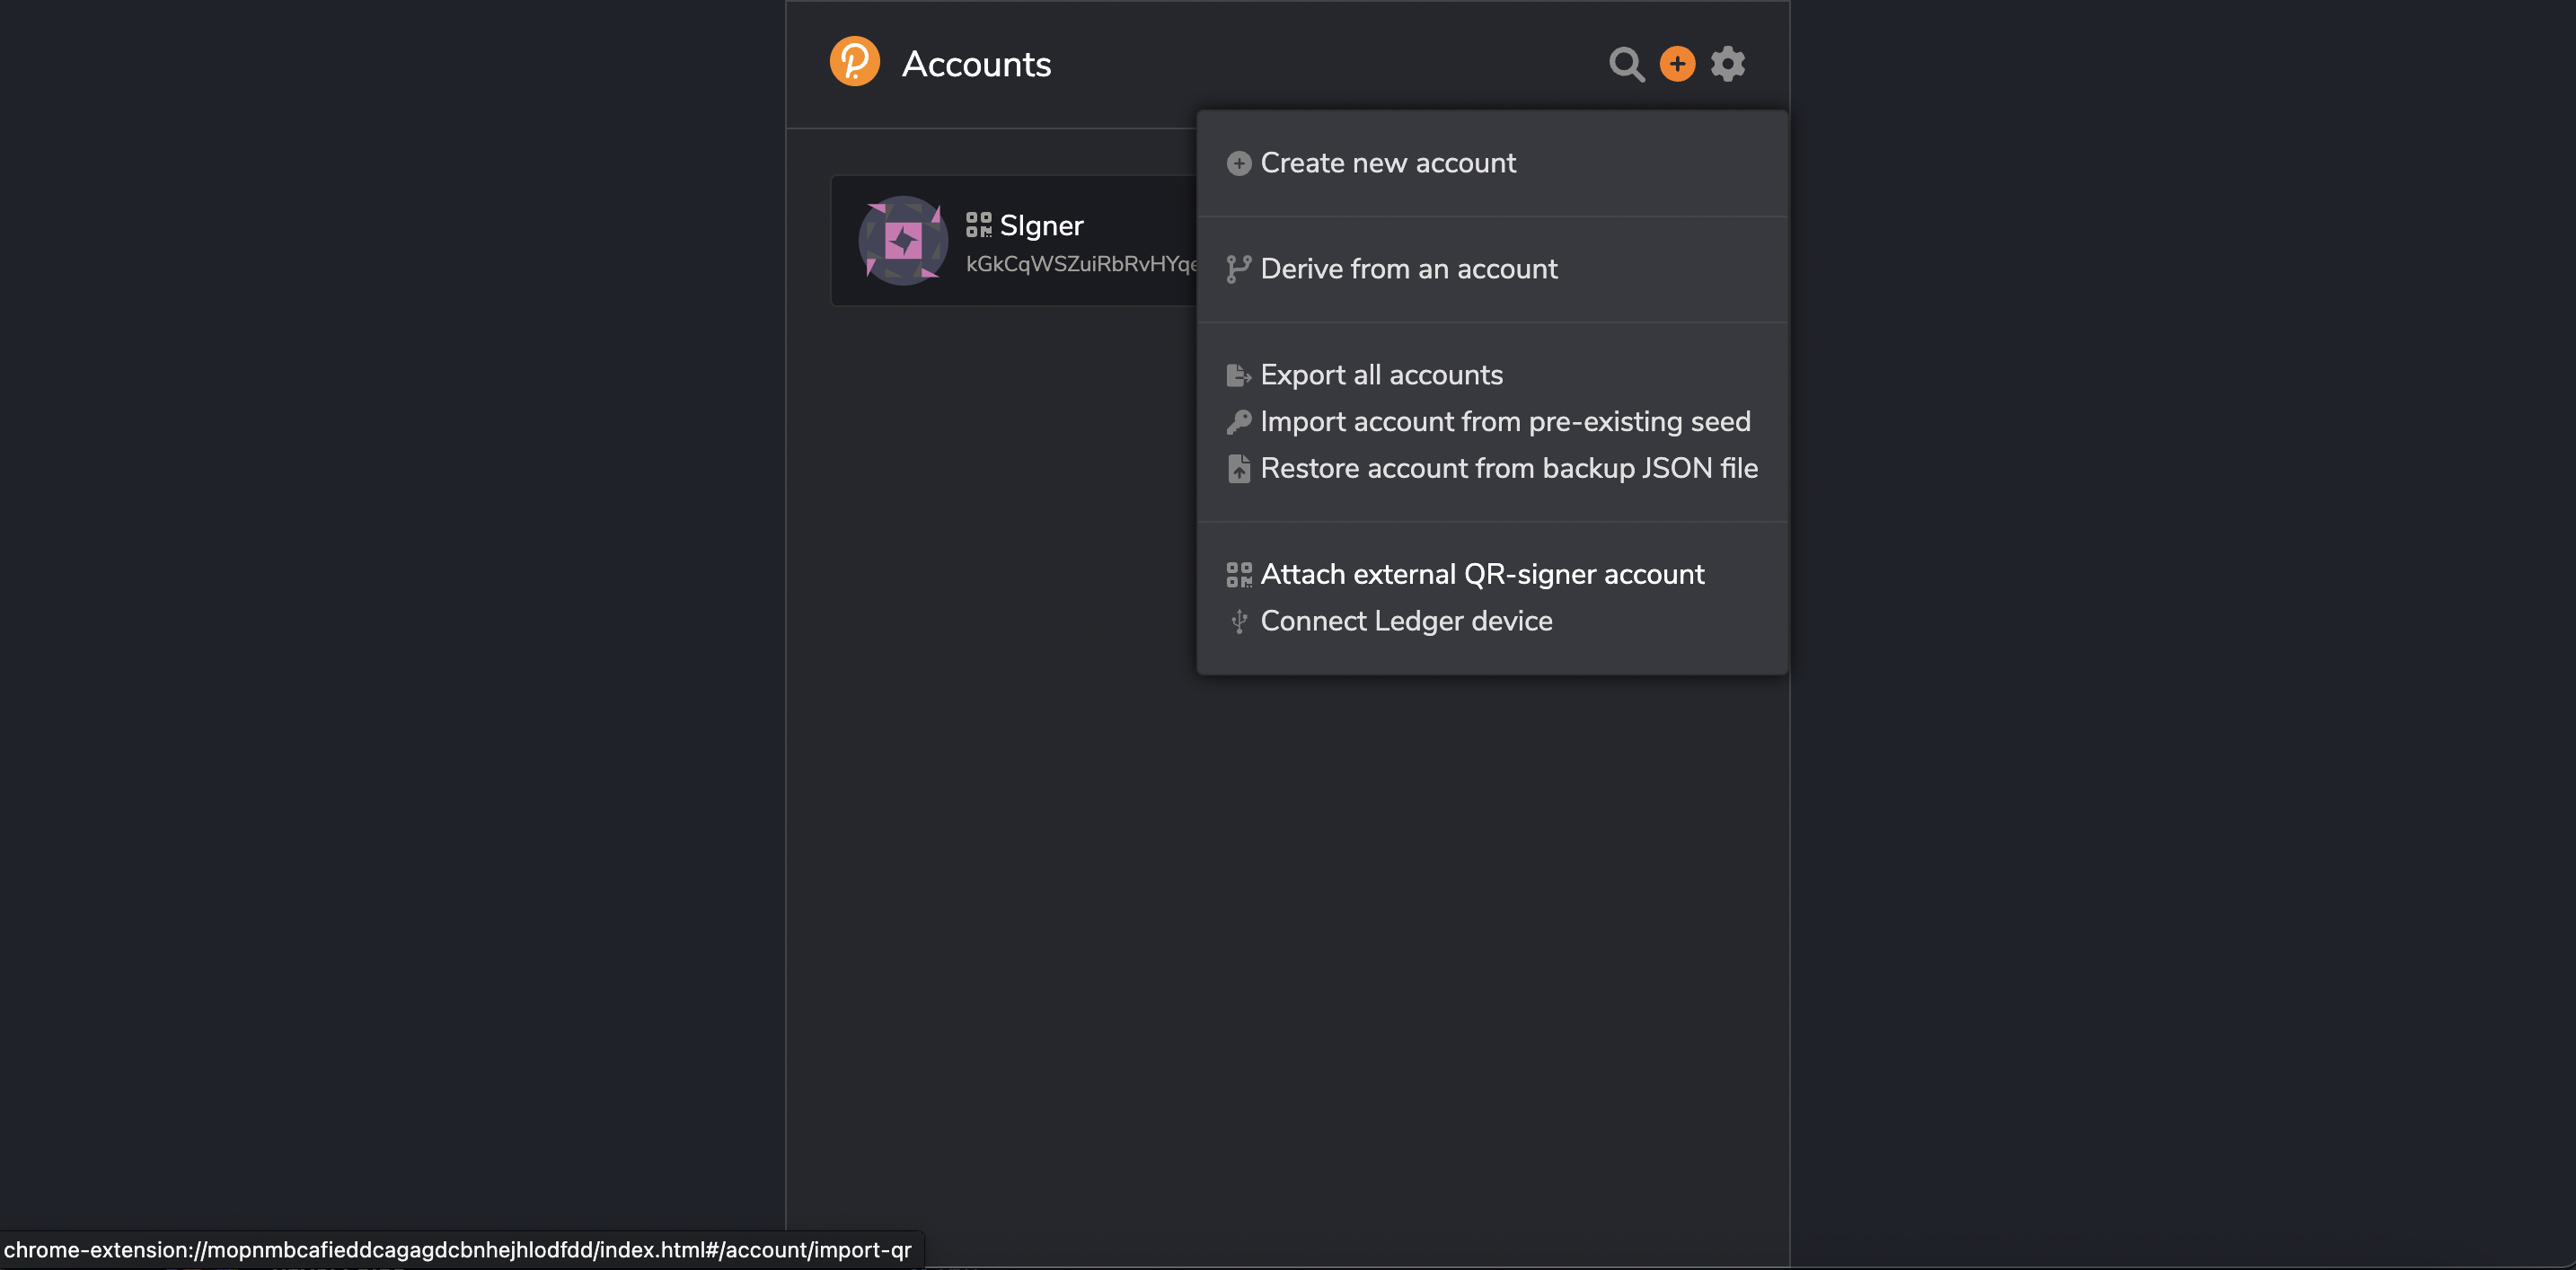 Accounts
Create new account
SIgner
kGkCqWSZuiRbRvHYqe
Derive from an account
Export all accounts
Import account from pre-existing seed
Restore account from backup JSON file
Attach external QR-signer account
Connect Ledger device
chrome-extension://mopnmbcafieddcagagdcbnhejhlodfdd/index.html#/account/import-qr